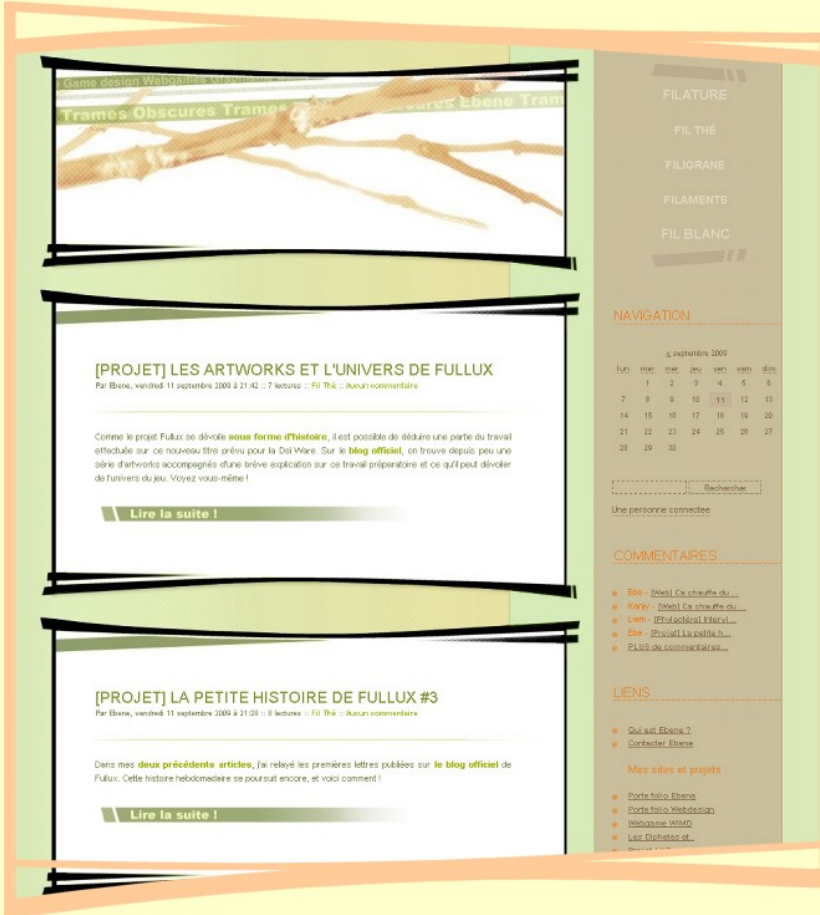 Game design Webgames Graphisme
Trames Obscures Trames
Ebene Tram
[PROJET] LES ARTWORKS ET L'UNIVERS DE FULLUX
Par Ebene, vendredi 11 septembre 2009 à 21:42 :: 7 lectures :: Fil Thé :: Aucun commentaire
Comme le projet Fullux se dévoile sous forme d'histoire, il est possible de déduire une partie du travail
effectuée sur ce nouveau titre prévu pour la Dsi Ware. Sur le blog officiel, on trouve depuis peu une
série d'artworks accompagnés d'une brève explication sur ce travail préparatoire et ce qu'il peut dévoiler
de l'univers du jeu. Voyez vous-même !
Lire la suite !
[PROJET] LA PETITE HISTOIRE DE FULLUX #3
Par Ebene, vendredi 11 septembre 2009 à 21:28 :: 8 lectures :: Fil Thé :: Aucun commentaire
Dans mes deux précédents articles, j'ai relayé les premières lettres publiées sur le blog officiel de
Fullux. Cette histoire hebdomadaire se poursuit encore, et voici comment !
Lire la suite !
FILATURE
FIL THÉ
FILIGRANE
FILAMENTS
FIL BLANC
NAVIGATION
« septembre 2009
lun mar mer jeu ven sam dim
1 2 3 4 5 6
7 8 9 10 11 12 13
14 15 16 17 18 19 20
21 22 23 24 25 26 27
28 29 30
Rechercher
Une personne connectee
COMMENTAIRES
Ebe - [Web] Ca chauffe du ...
Kanjy - [Web] Ca chauffe du ...
Liam - [Phylactère] Intervi...
Ebe - [Projet] La petite h...
PLUS de commentaires...
LIENS
Qui est Ebene ?
Contacter Ebene
Mes sites et projets :
Porte folio Ebene
Porte folio Webdesign
Webgame WIMD
Les Diphetes et...